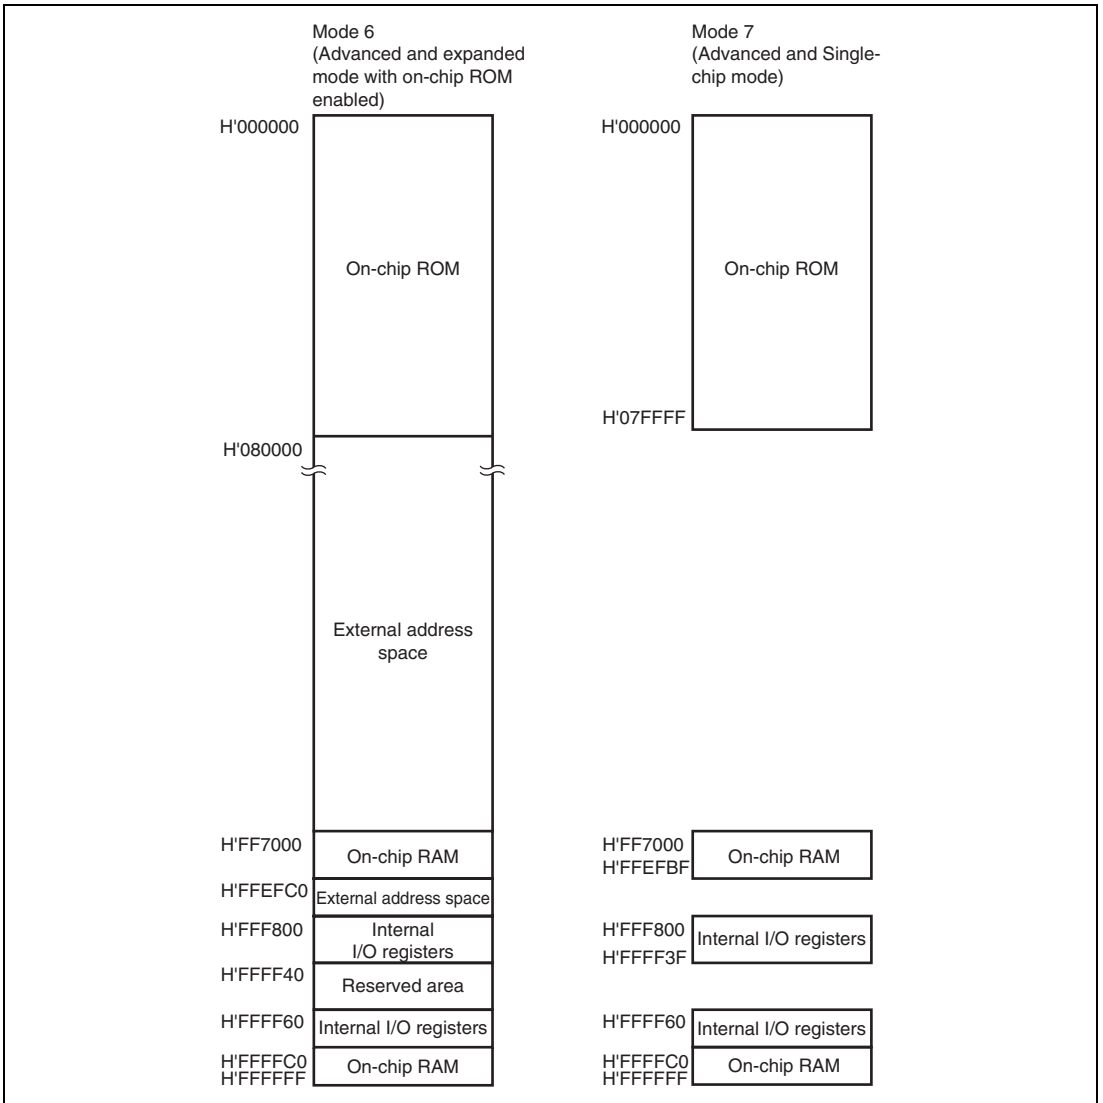 Mode 6
(Advanced and expanded
mode with on-chip ROM
enabled)
H'000000
On-chip ROM
H'080000
External address
space
H'FF7000
On-chip RAM
H'FFEFC0
External address space
H'FFF800
Internal
I/O registers
H'FFFF40
Reserved area
H'FFFF60
Internal I/O registers
H'FFFFC0
On-chip RAM
H'FFFFFF
Mode 7
(Advanced and Single-
chip mode)
H'000000
On-chip ROM
H'07FFFF
H'FF7000
On-chip RAM
H'FFEFBF
H'FFF800
Internal I/O registers
H'FFFF3F
H'FFFF60
Internal I/O registers
H'FFFFC0
On-chip RAM
H'FFFFFF